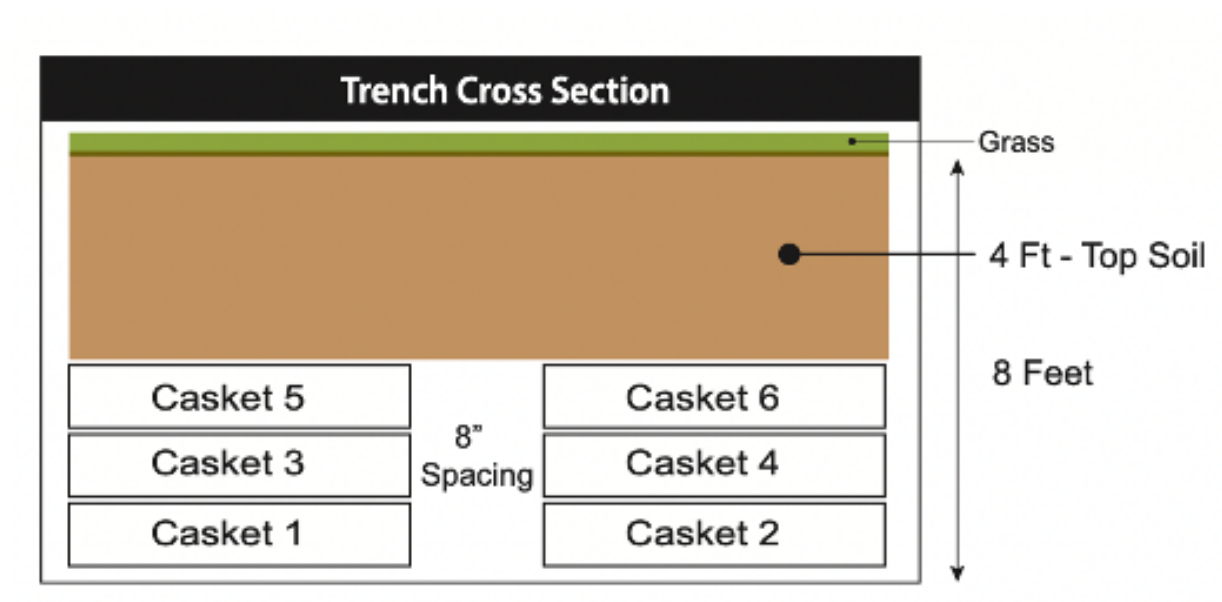 Trench Cross Section
Grass
4 Ft - Top Soil
8 Feet
Casket 5
Casket 6
8”
Spacing
Casket 3
Casket 4
Casket 1
Casket 2